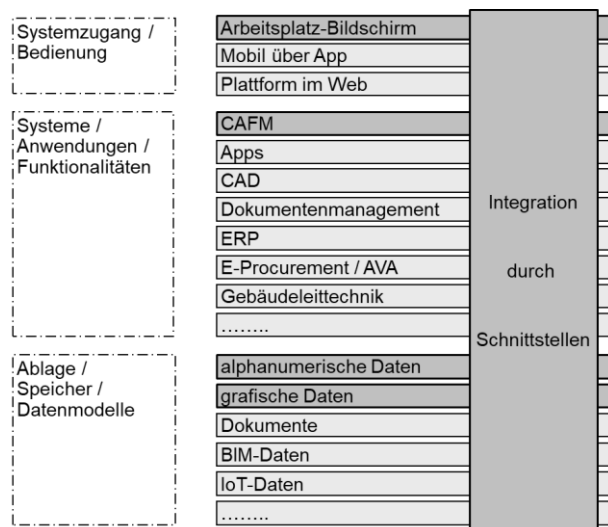 Systemzugang /
Bedienung
Arbeitsplatz-Bildschirm
Mobil über App
Plattform im Web
Systeme /
Anwendungen /
Funktionalitäten
CAFM
Apps
CAD
Dokumentenmanagement
ERP
E-Procurement / AVA
Gebäudeleittechnik
........
Ablage /
Speicher /
Datenmodelle
alphanumerische Daten
grafische Daten
Dokumente
BIM-Daten
IoT-Daten
........
Integration
durch
Schnittstellen